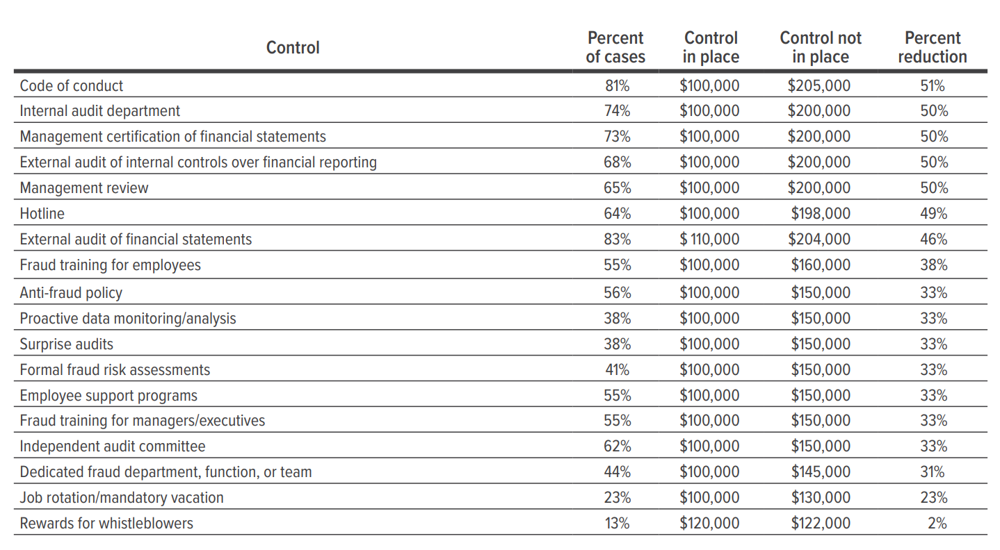 Control Percent of cases Control in place Control not in place Percent reduction
Code of conduct 81% $100,000 $205,000 51%
Internal audit department 74% $100,000 $200,000 50%
Management certification of financial statements 73% $100,000 $200,000 50%
External audit of internal controls over financial reporting 68% $100,000 $200,000 50%
Management review 65% $100,000 $200,000 50%
Hotline 64% $100,000 $198,000 49%
External audit of financial statements 83% $ 110,000 $204,000 46%
Fraud training for employees 55% $100,000 $160,000 38%
Anti-fraud policy 56% $100,000 $150,000 33%
Proactive data monitoring/analysis 38% $100,000 $150,000 33%
Surprise audits 38% $100,000 $150,000 33%
Formal fraud risk assessments 41% $100,000 $150,000 33%
Employee support programs 55% $100,000 $150,000 33%
Fraud training for managers/executives 55% $100,000 $150,000 33%
Independent audit committee 62% $100,000 $150,000 33%
Dedicated fraud department, function, or team 44% $100,000 $145,000 31%
Job rotation/mandatory vacation 23% $100,000 $130,000 23%
Rewards for whistleblowers 13% $120,000 $122,000 2%